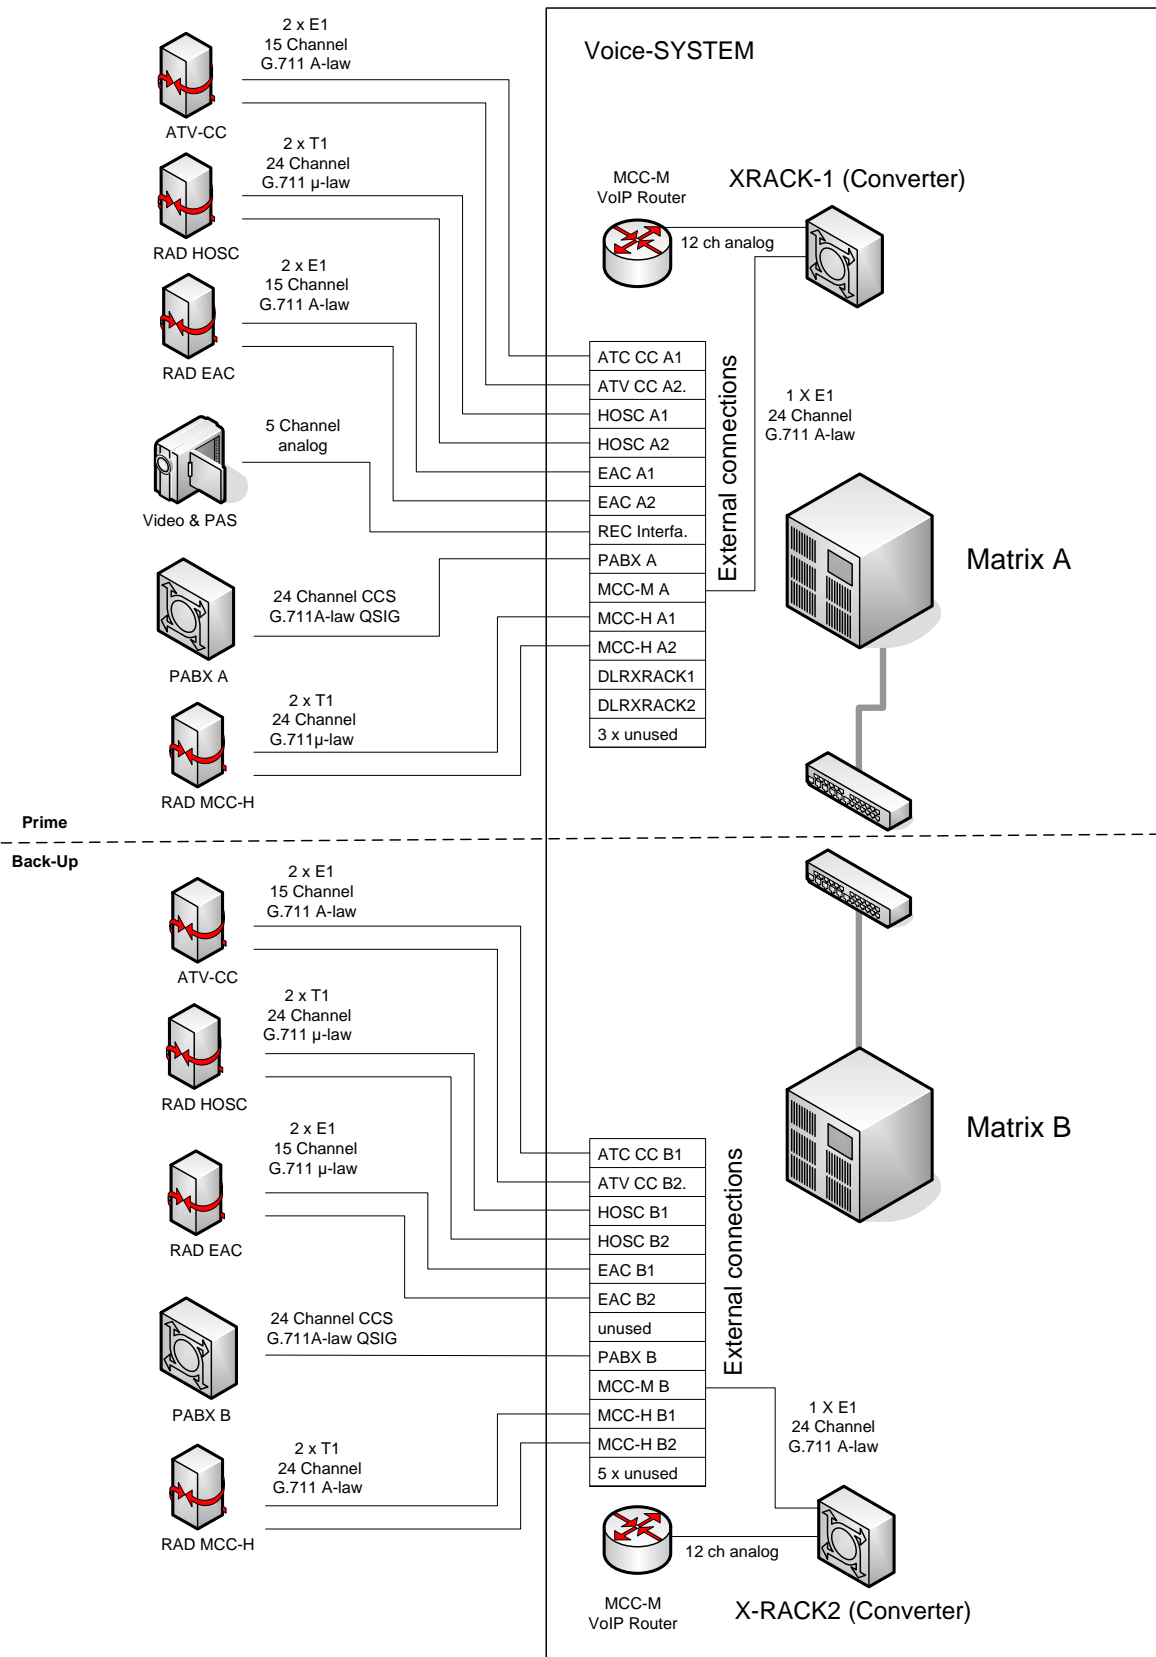 2 x E1
15 Channel
G.711 A-law
ATV-CC
2 x T1
24 Channel
G.711 µ-law
RAD HOSC
2 x E1
15 Channel
G.711 A-law
RAD EAC
5 Channel
analog
Video & PAS
24 Channel CCS
G.711A-law QSIG
PABX A
2 x T1
24 Channel
G.711µ-law
RAD MCC-H
Voice-SYSTEM
MCC-M
VoIP Router
XRACK-1 (Converter)
12 ch analog
ATC CC A1
ATV CC A2.
HOSC A1
HOSC A2
EAC A1
EAC A2
REC Interfa.
PABX A
MCC-M A
MCC-H A1
MCC-H A2
DLRXRACK1
DLRXRACK2
3 x unused
External connections
1 X E1
24 Channel
G.711 A-law
Matrix A
Prime
Back-Up
2 x E1
15 Channel
G.711 A-law
ATV-CC
2 x T1
24 Channel
G.711 µ-law
RAD HOSC
2 x E1
15 Channel
G.711 µ-law
RAD EAC
24 Channel CCS
G.711A-law QSIG
PABX B
2 x T1
24 Channel
G.711 A-law
RAD MCC-H
Matrix B
ATC CC B1
ATV CC B2.
HOSC B1
HOSC B2
EAC B1
EAC B2
unused
PABX B
MCC-M B
MCC-H B1
MCC-H B2
5 x unused
External connections
1 X E1
24 Channel
G.711 A-law
12 ch analog
MCC-M
VoIP Router
X-RACK2 (Converter)